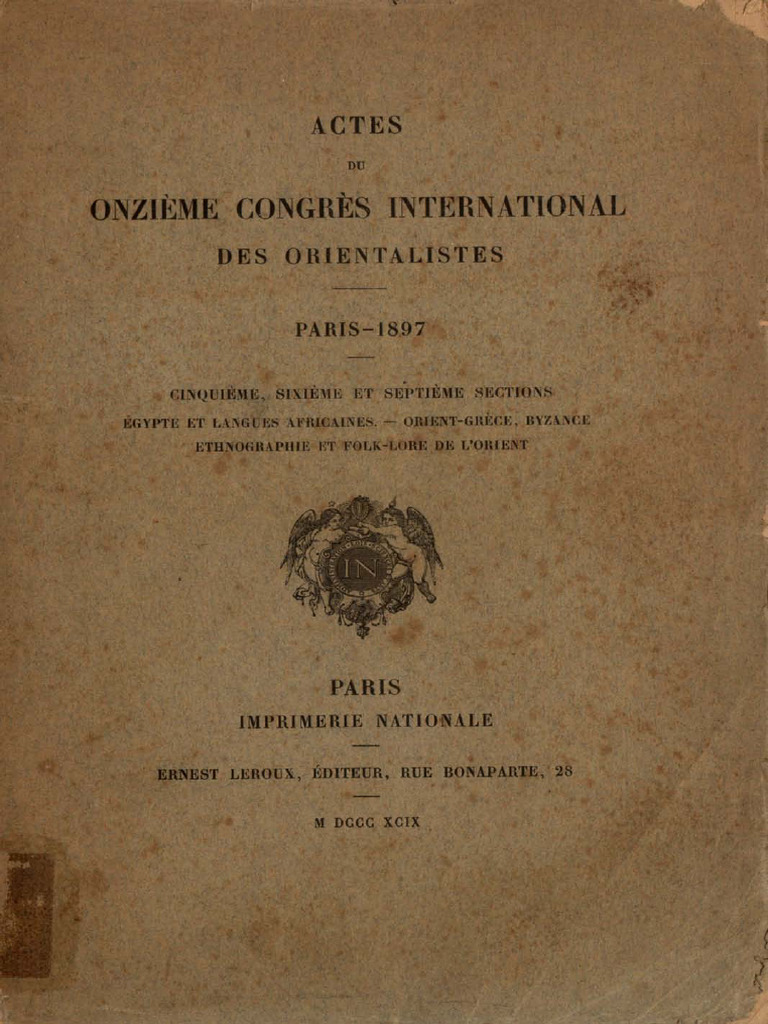 ACTES
DU
ONZIÈME CONGRÈS INTERNATIONAL
DES ORIENTALISTES
PARIS-1897
CINQUIÈME, SIXIÈME ET SEPTIÈME SECTIONS
ÉGYPTE ET LANGUES AFRICAINES. — ORIENT-GRÈCE, BYZANCE
ETHNOGRAPHIE ET FOLK-LORE DE L'ORIENT
IN
PARIS
IMPRIMERIE NATIONALE
ERNEST LEROUX, ÉDITEUR, RUE BONAPARTE, 28
M DCCC XCIX